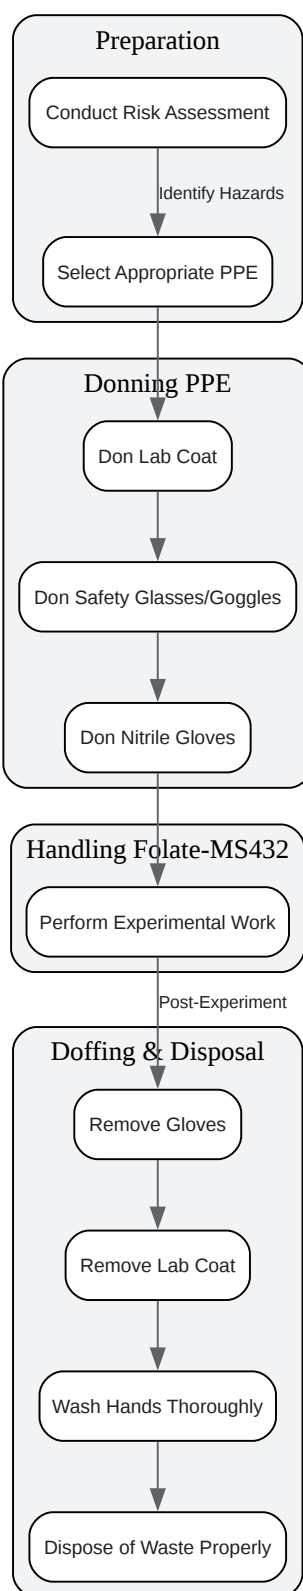 Preparation
Conduct Risk Assessment
Identify Hazards
Select Appropriate PPE
Donning PPE
Don Lab Coat
Don Safety Glasses/Goggles
Don Nitrile Gloves
Handling Folate-MS432
Perform Experimental Work
Post-Experiment
Doffing & Disposal
Remove Gloves
Remove Lab Coat
Wash Hands Thoroughly
Dispose of Waste Properly